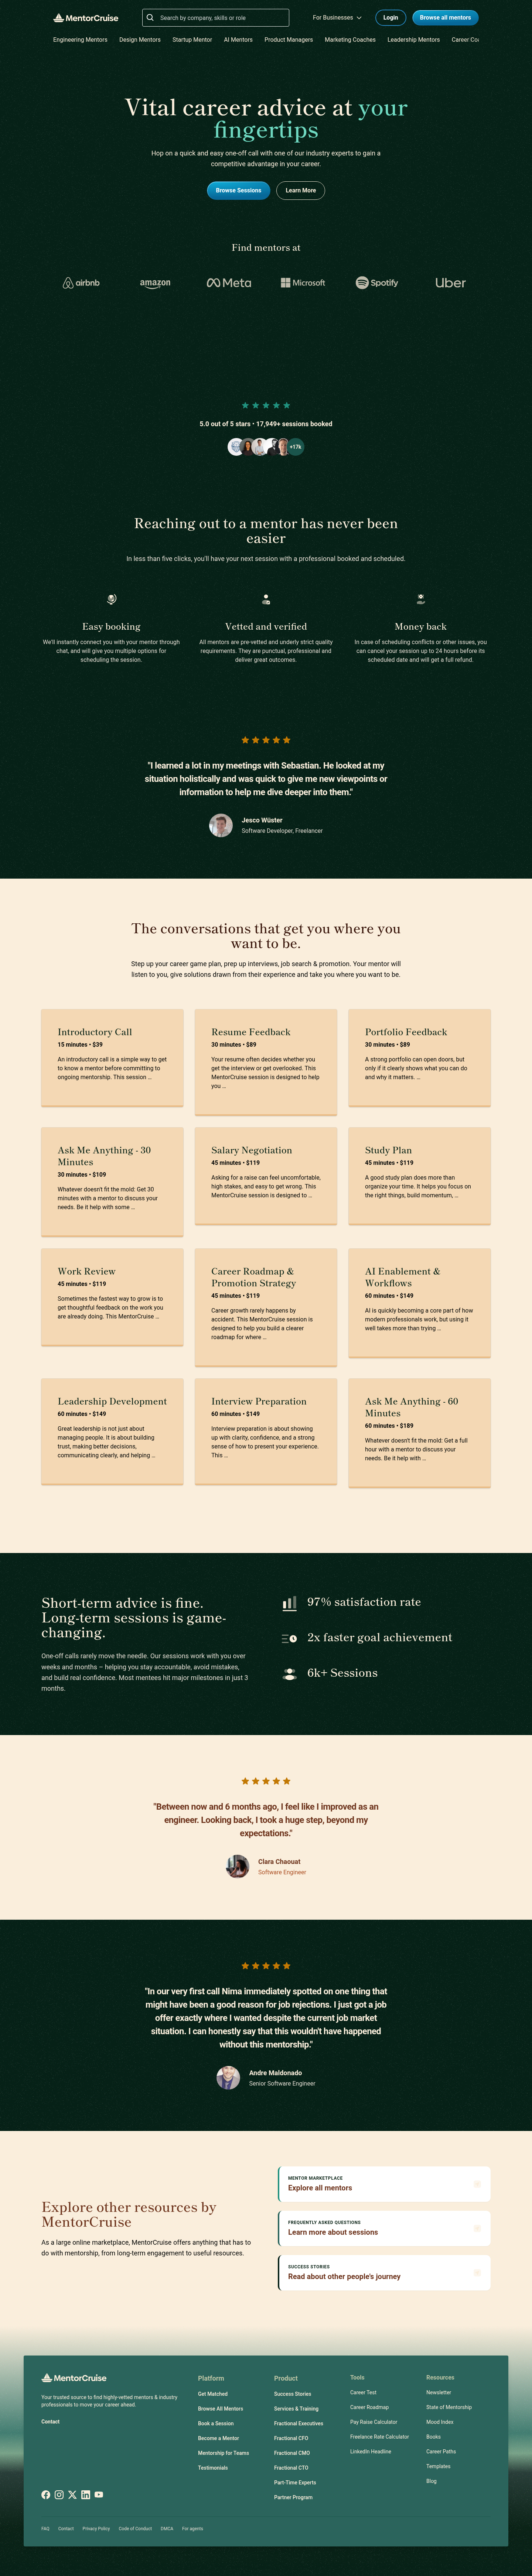 MentorCruise
Search by company, skills or role
For Businesses
Login
Browse all mentors
Engineering Mentors
Design Mentors
Startup Mentor
AI Mentors
Product Managers
Marketing Coaches
Leadership Mentors
Career Coa
Vital career advice at your
fingertips
Hop on a quick and easy one-off call with one of our industry experts to gain a
competitive advantage in your career.
Browse Sessions
Learn More
Find mentors at
airbnb
amazon
Meta
Microsoft
Spotify
Uber
5.0 out of 5 stars • 17,949+ sessions booked
+17k
Reaching out to a mentor has never been
easier
In less than five clicks, you'll have your next session with a professional booked and scheduled.
Easy booking
We'll instantly connect you with your mentor through
chat, and will give you multiple options for
scheduling the session.
Vetted and verified
All mentors are pre-vetted and underly strict quality
requirements. They are punctual, professional and
deliver great outcomes.
Money back
In case of scheduling conflicts or other issues, you
can cancel your session up to 24 hours before its
scheduled date and will get a full refund.
"I learned a lot in my meetings with Sebastian. He looked at my
situation holistically and was quick to give me new viewpoints or
information to help me dive deeper into them."
Jesco Wüster
Software Developer, Freelancer
The conversations that get you where you
want to be.
Step up your career game plan, prep up interviews, job search & promotion. Your mentor will
listen to you, give solutions drawn from their experience and take you where you want to be.
Introductory Call
15 minutes • $39
An introductory call is a simple way to get
to know a mentor before committing to
ongoing mentorship. This session ...
Resume Feedback
30 minutes • $89
Your resume often decides whether you
get the interview or get overlooked. This
MentorCruise session is designed to help
you ...
Portfolio Feedback
30 minutes • $89
A strong portfolio can open doors, but
only if it clearly shows what you can do
and why it matters. ...
Ask Me Anything - 30
Minutes
30 minutes • $109
Whatever doesn't fit the mold: Get 30
minutes with a mentor to discuss your
needs. Be it help with some ...
Salary Negotiation
45 minutes • $119
Asking for a raise can feel uncomfortable,
high stakes, and easy to get wrong. This
MentorCruise session is designed to ...
Study Plan
45 minutes • $119
A good study plan does more than
organize your time. It helps you focus on
the right things, build momentum, ...
Work Review
45 minutes • $119
Sometimes the fastest way to grow is to
get thoughtful feedback on the work you
are already doing. This MentorCruise ...
Career Roadmap &
Promotion Strategy
45 minutes • $119
Career growth rarely happens by
accident. This MentorCruise session is
designed to help you build a clearer
roadmap for where ...
AI Enablement &
Workflows
60 minutes • $149
AI is quickly becoming a core part of how
modern professionals work, but using it
well takes more than trying ...
Leadership Development
60 minutes • $149
Great leadership is not just about
managing people. It is about building
trust, making better decisions,
communicating clearly, and helping ...
Interview Preparation
60 minutes • $149
Interview preparation is about showing
up with clarity, confidence, and a strong
sense of how to present your experience.
This ...
Ask Me Anything - 60
Minutes
60 minutes • $189
Whatever doesn't fit the mold: Get a full
hour with a mentor to discuss your
needs. Be it help with ...
Short-term advice is fine.
Long-term sessions is game-
changing.
One-off calls rarely move the needle. Our sessions work with you over
weeks and months – helping you stay accountable, avoid mistakes,
and build real confidence. Most mentees hit major milestones in just 3
months.
97% satisfaction rate
2x faster goal achievement
6k+ Sessions
"Between now and 6 months ago, I feel like I improved as an
engineer. Looking back, I took a huge step, beyond my
expectations."
Clara Chaouat
Software Engineer
"In our very first call Nima immediately spotted on one thing that
might have been a good reason for job rejections. I just got a job
offer exactly where I wanted despite the current job market
situation. I can honestly say that this wouldn't have happened
without this mentorship."
Andre Maldonado
Senior Software Engineer
Explore other resources by
MentorCruise
As a large online marketplace, MentorCruise offers anything that has to
do with mentorship, from long-term engagement to useful resources.
MENTOR MARKETPLACE
Explore all mentors
FREQUENTLY ASKED QUESTIONS
Learn more about sessions
SUCCESS STORIES
Read about other people's journey
MentorCruise
Your trusted source to find highly-vetted mentors & industry
professionals to move your career ahead.
Contact
Platform
Get Matched
Browse All Mentors
Book a Session
Become a Mentor
Mentorship for Teams
Testimonials
Product
Success Stories
Services & Training
Fractional Executives
Fractional CFO
Fractional CMO
Fractional CTO
Part-Time Experts
Partner Program
Tools
Career Test
Career Roadmap
Pay Raise Calculator
Freelance Rate Calculator
LinkedIn Headline
Resources
Newsletter
State of Mentorship
Mood Index
Books
Career Paths
Templates
Blog
FAQ
Contact
Privacy Policy
Code of Conduct
DMCA
For agents